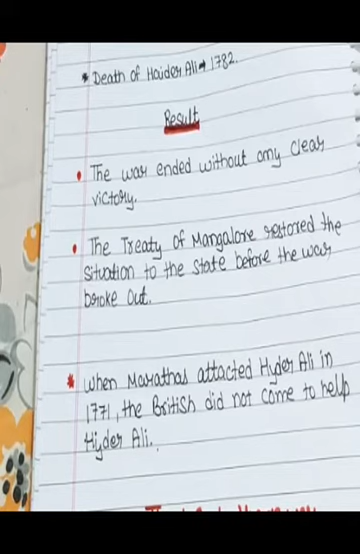 * Death of Haider Ali → 1782.
Result
• The war ended without any clear
victory.
• The Treaty of Mangalore restored the
situation to the state before the war
broke out.
* When Marathas attacted Hyder Ali in
1771, the British did not come to help
Hyder Ali.